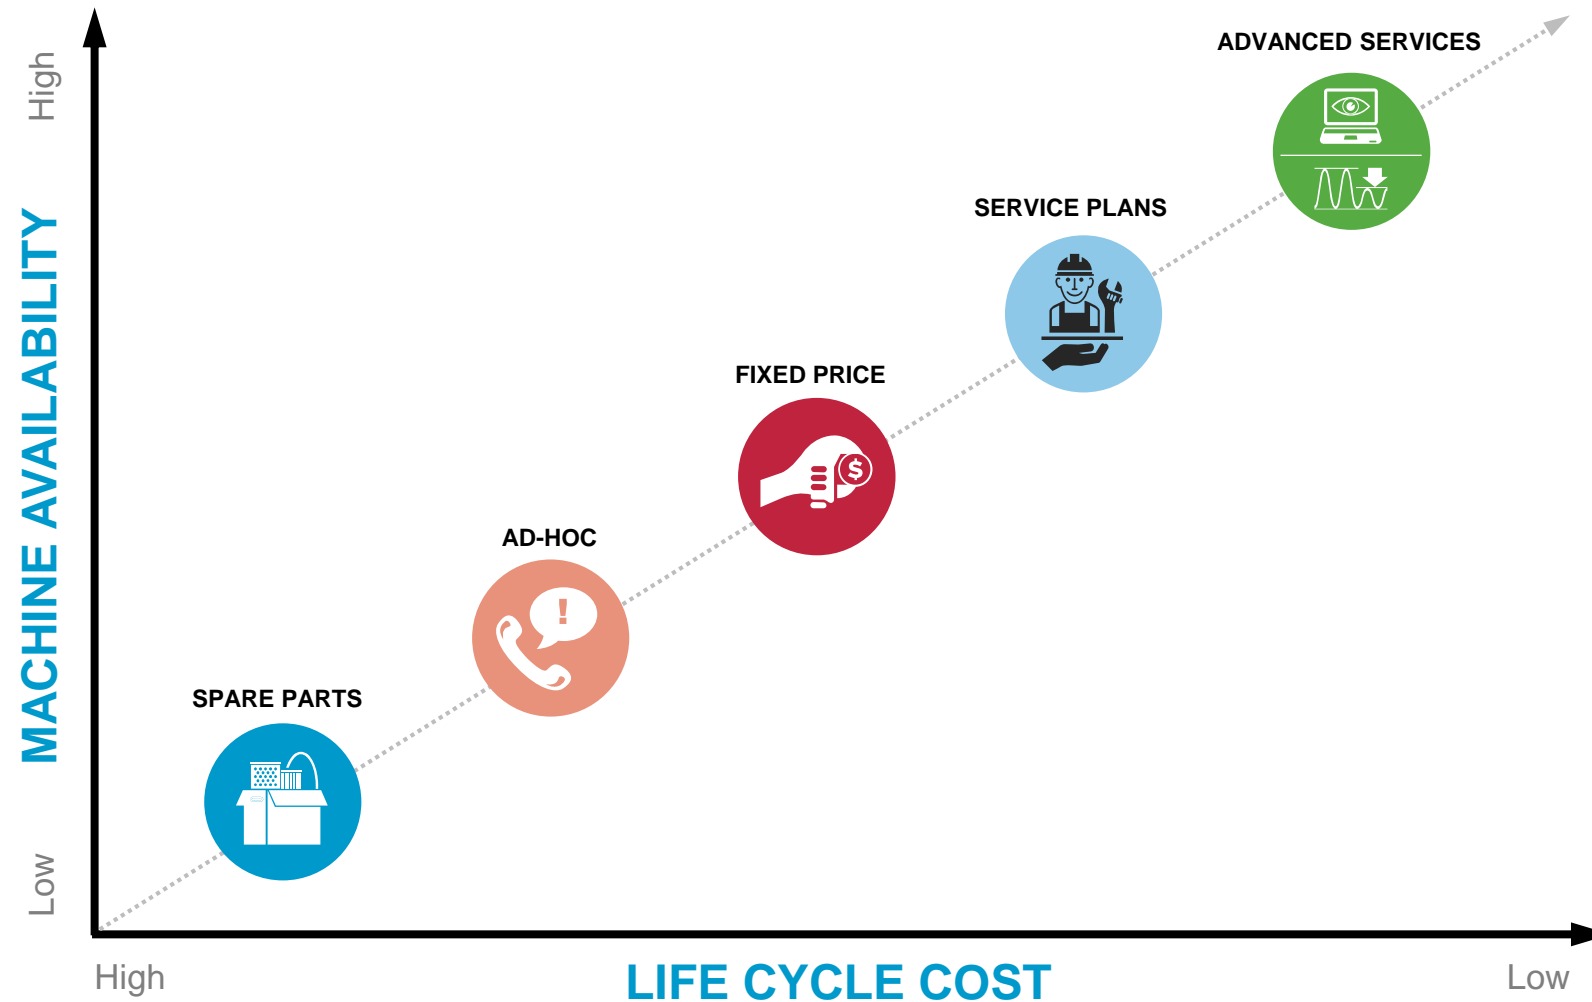 High
ADVANCED SERVICES
SERVICE PLANS
FIXED PRICE
$
AD-HOC
!
SPARE PARTS
MACHINE AVAILABILITY
Low
High
LIFE CYCLE COST
Low